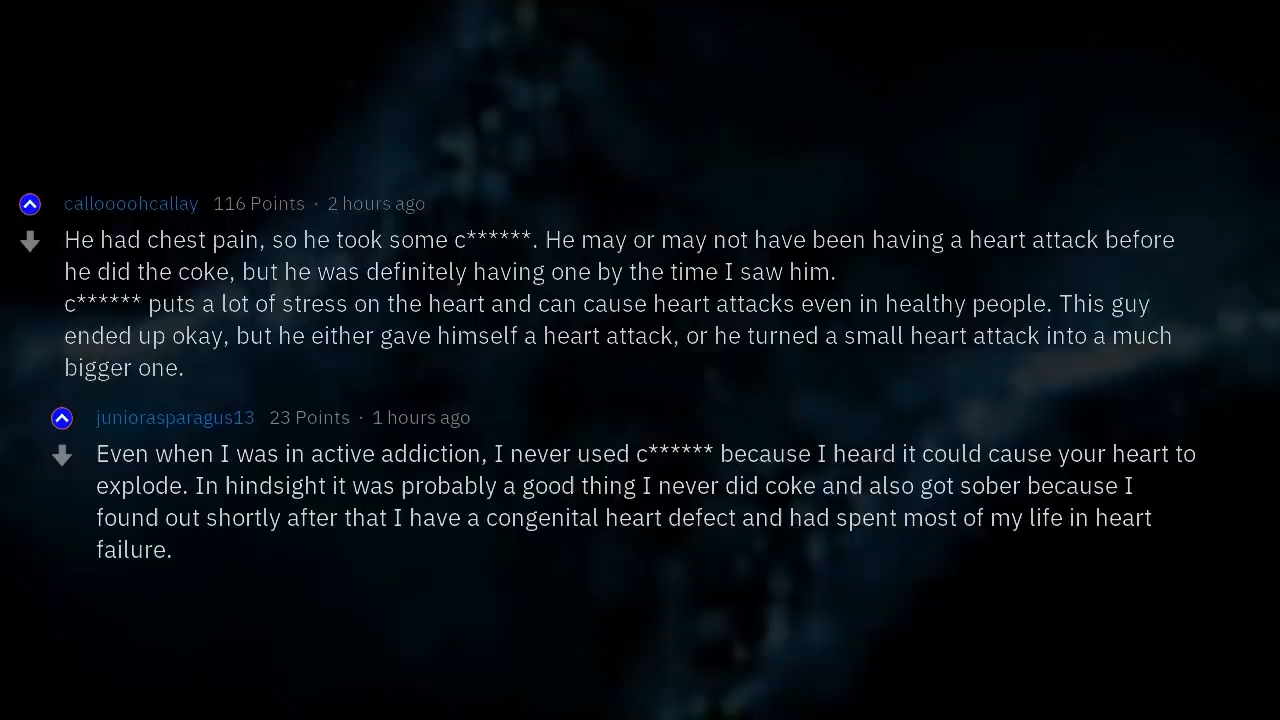 calloooohcallay 116 Points · 2 hours ago
He had chest pain, so he took some c******. He may or may not have been having a heart attack before
he did the coke, but he was definitely having one by the time I saw him.
c****** puts a lot of stress on the heart and can cause heart attacks even in healthy people. This guy
ended up okay, but he either gave himself a heart attack, or he turned a small heart attack into a much
bigger one.
juniorasparagus13 23 Points · 1 hours ago
Even when I was in active addiction, I never used c****** because I heard it could cause your heart to
explode. In hindsight it was probably a good thing I never did coke and also got sober because I
found out shortly after that I have a congenital heart defect and had spent most of my life in heart
failure.